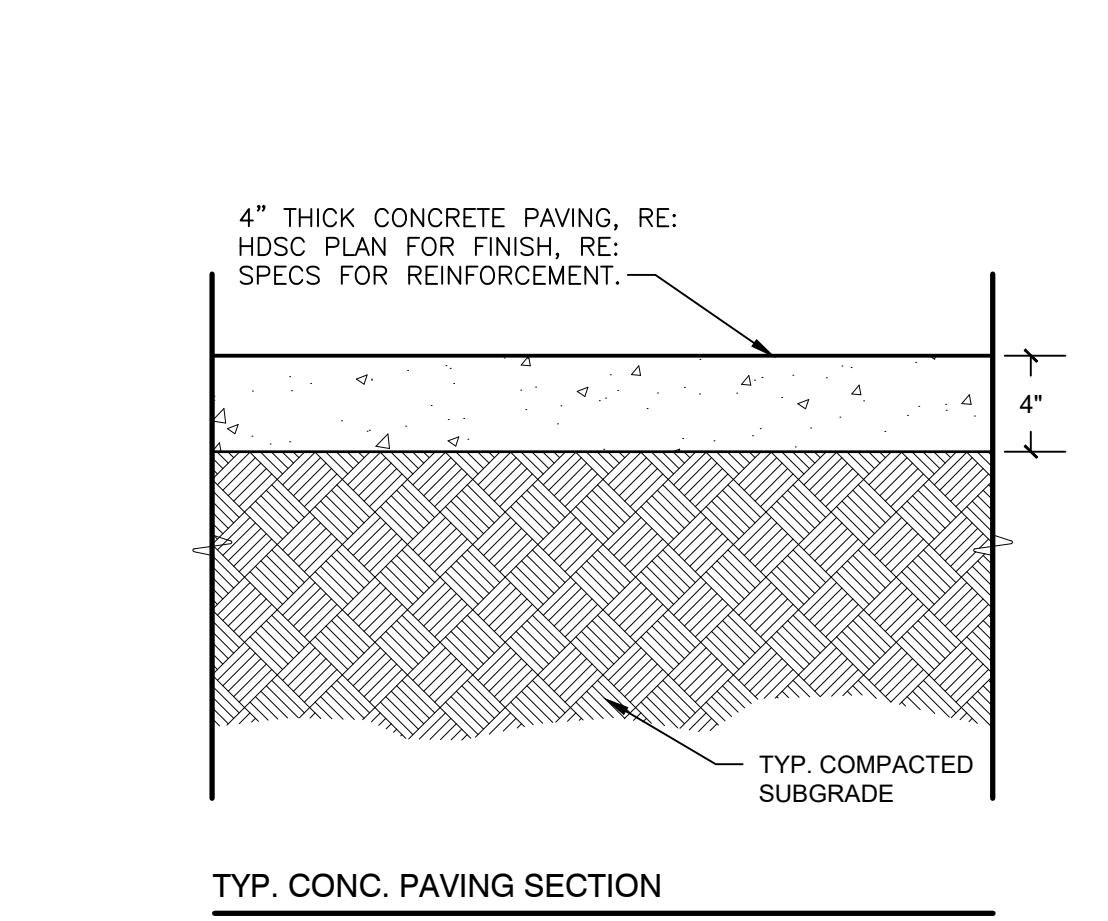 4” THICK CONCRETE PAVING, RE:
HDSC PLAN FOR FINISH, RE:
SPECS FOR REINFORCEMENT.
4"
TYP. COMPACTED
SUBGRADE
TYP. CONC. PAVING SECTION